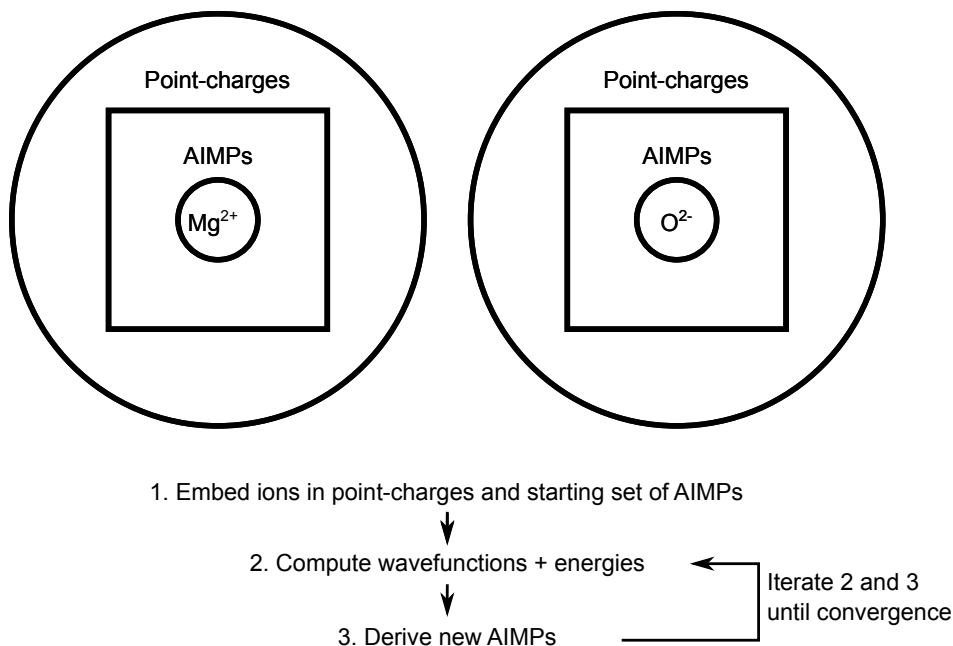 Point-charges
AIMPs
Mg²⁺
Point-charges
AIMPs
O²⁻
1. Embed ions in point-charges and starting set of AIMPs
2. Compute wavefunctions + energies
3. Derive new AIMPs
Iterate 2 and 3
until convergence